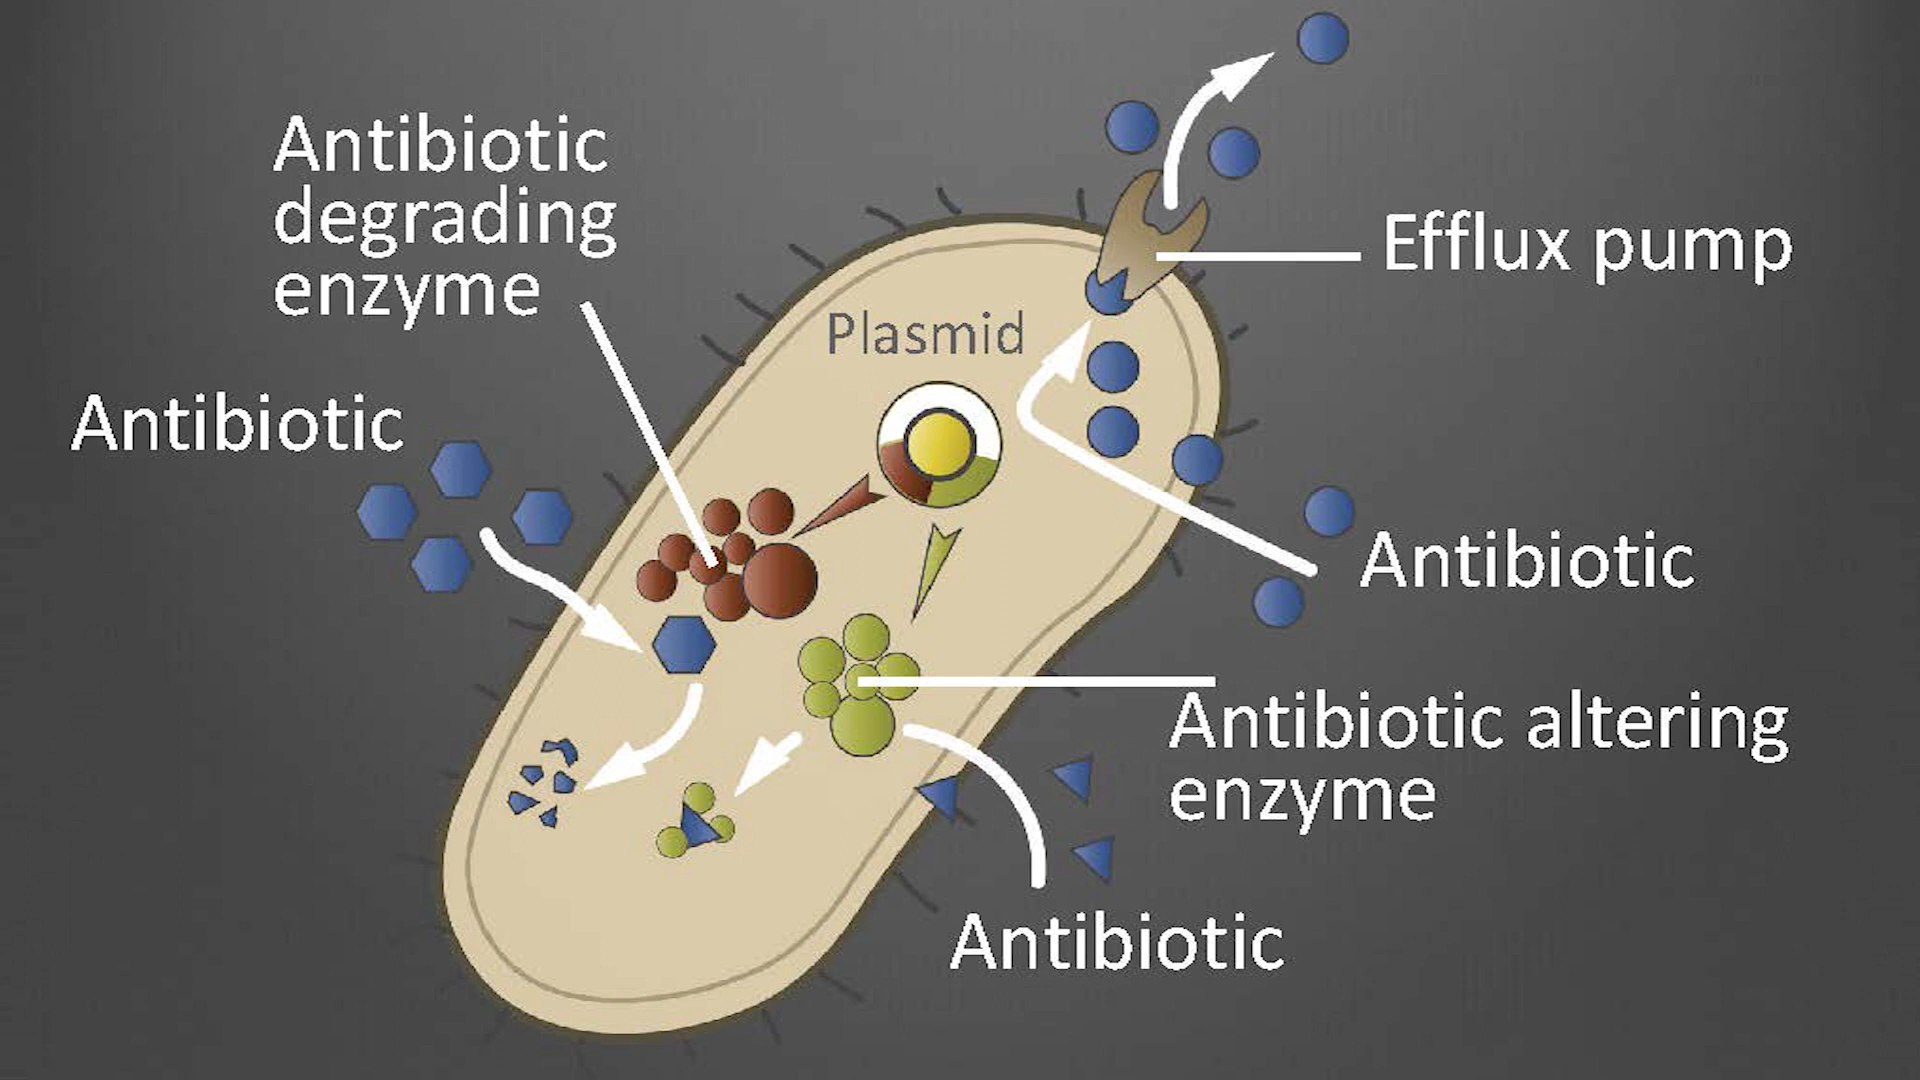 Antibiotic
degrading
enzyme
Efflux pump
Plasmid
Antibiotic
Antibiotic
Antibiotic altering
enzyme
Antibiotic